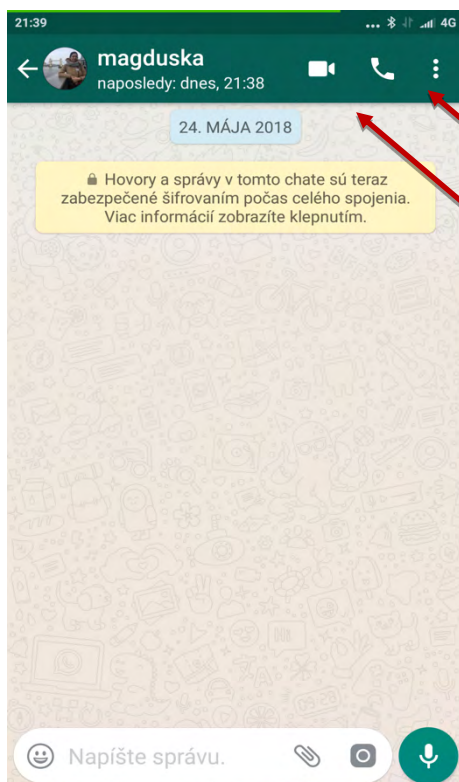 21:39
... 4G
magduska
naposledy: dnes, 21:38
24. MÁJA 2018
Hovory a správy v tomto chate sú teraz
zabezpečené šifrovaním počas celého spojenia.
Viac informácií zobrazíte klepnutím.
Napíšte správu.